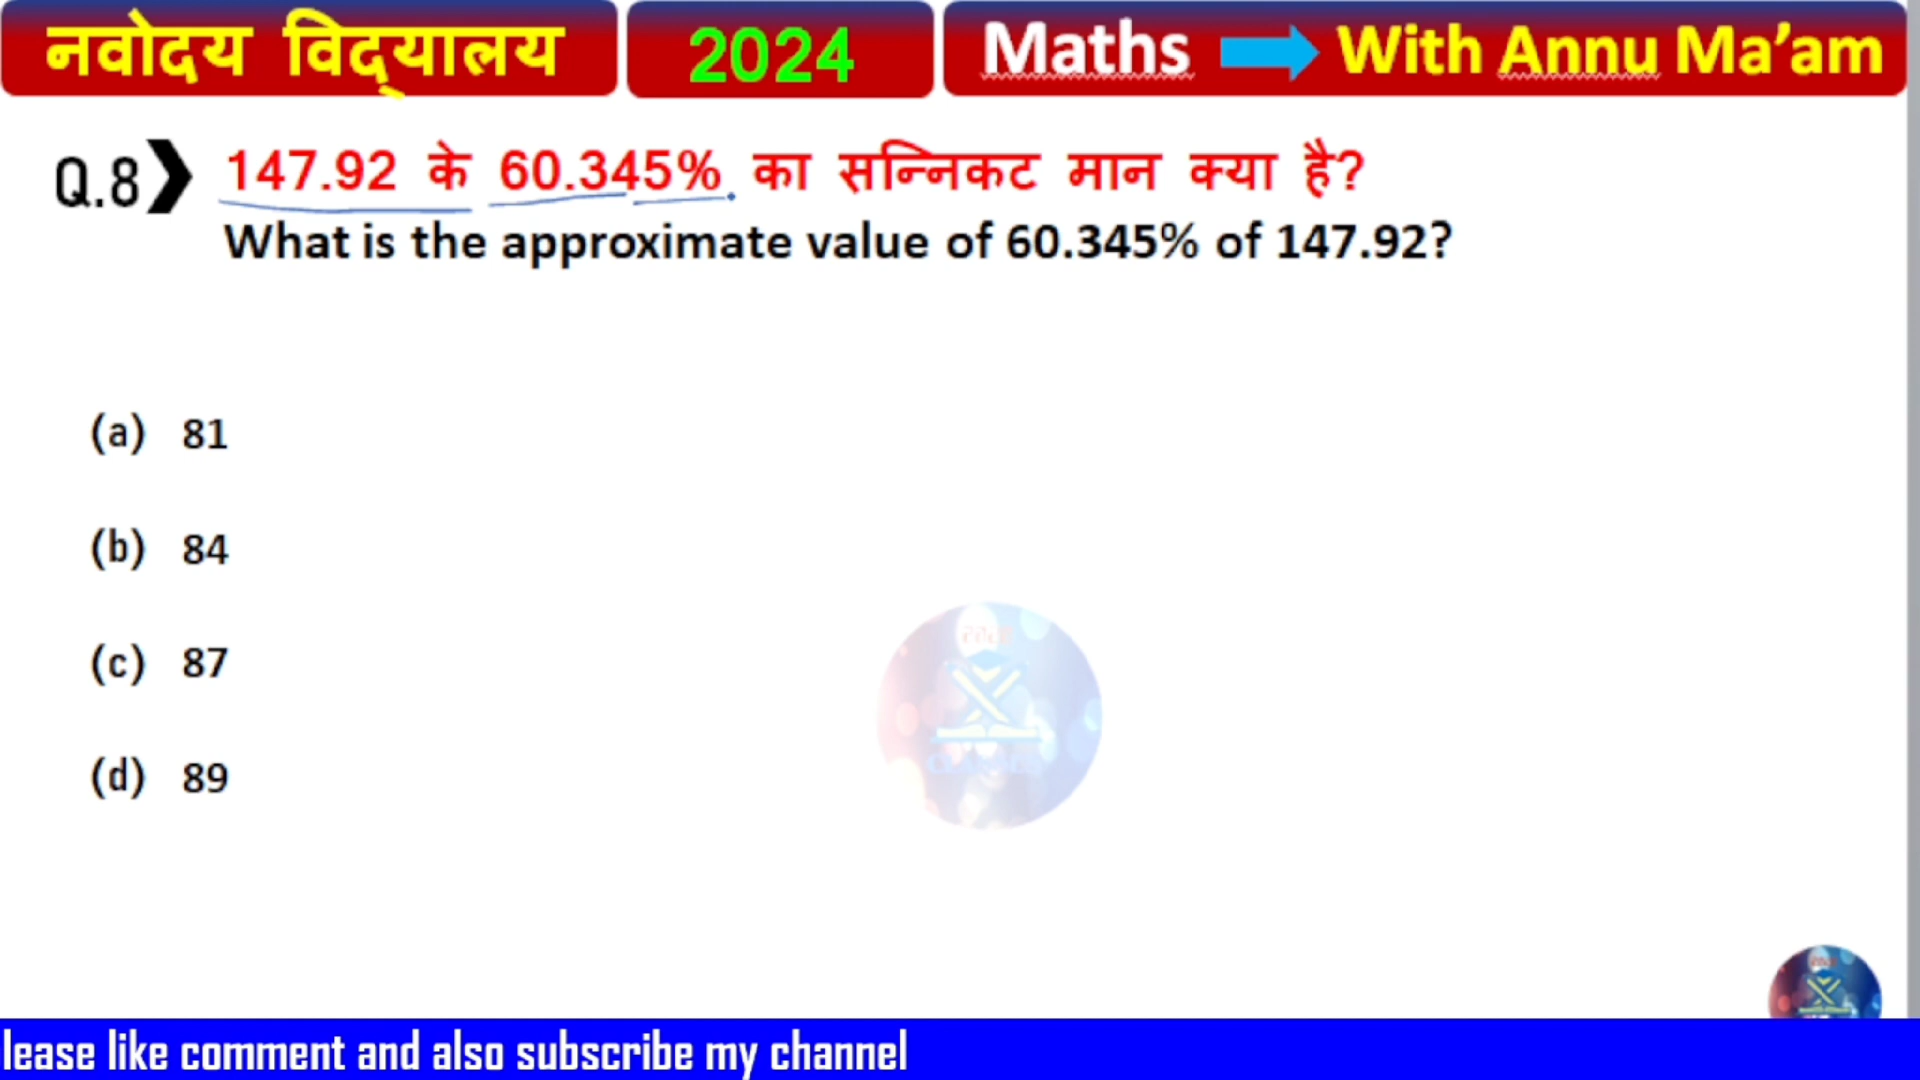 नवोदय विद्यालय 2024 Maths With Annu Ma’am
Q.8 147.92 के 60.345% का सन्निकट मान क्या है?
What is the approximate value of 60.345% of 147.92?
(a) 81
(b) 84
(c) 87
(d) 89
lease like comment and also subscribe my channel